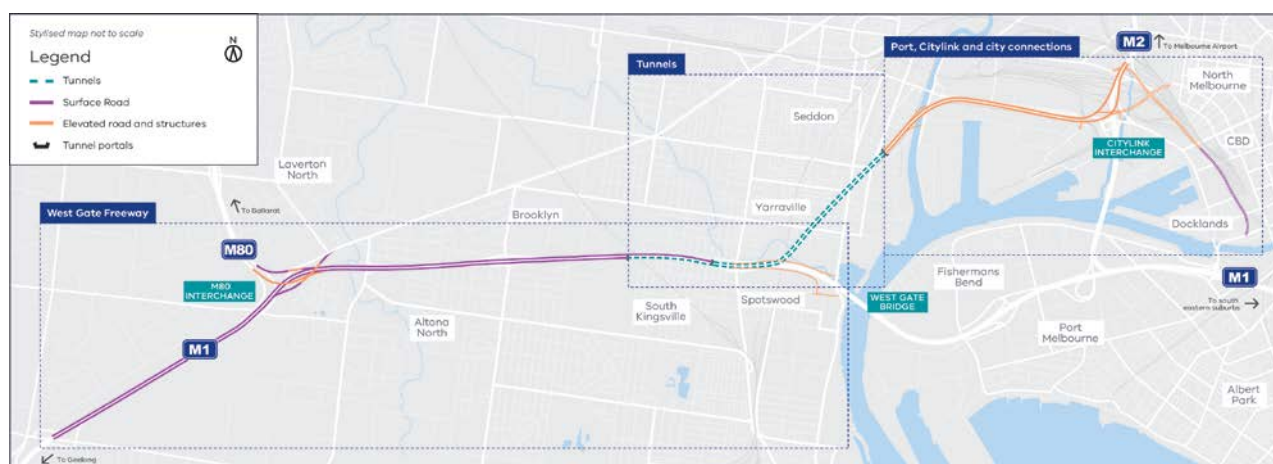 Stylised map not to scale
Legend
N
Tunnels
Surface Road
Elevated road and structures
Tunnel portals
Port, Citylink and city connections
M2
To Melbourne Airport
Tunnels
North
Melbourne
Seddon
CITYLINK
INTERCHANGE
CBD
Laverton
North
To Ballarat
West Gate Freeway
Brooklyn
Yarraville
Docklands
M80
M80
INTERCHANGE
Fishermans
Bend
M1
South
Kingsville
Spotswood
WEST GATE
BRIDGE
To south
eastern suburbs
Altona
North
Port
Melbourne
M1
Albert
Park
To Geelong